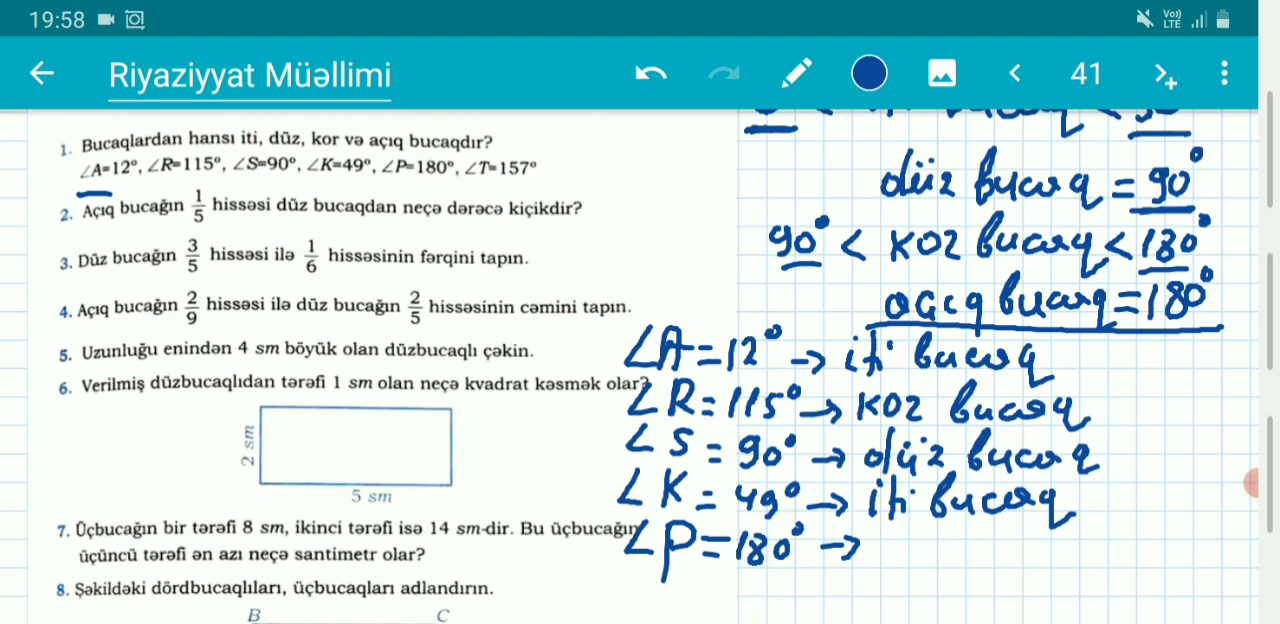 19:58 Vo)) LTE
Riyaziyyat Müəllimi 41
1. Bucaqlardan hansı iti, düz, kor və açıq bucaqdır?
∠A=12°, ∠R=115°, ∠S=90°, ∠K=49°, ∠P=180°, ∠T=157°
2. Açıq bucağın 1/5 hissəsi düz bucaqdan neçə dərəcə kiçikdir?
3. Düz bucağın 3/5 hissəsi ilə 1/6 hissəsinin fərqini tapın.
4. Açıq bucağın 2/9 hissəsi ilə düz bucağın 2/5 hissəsinin cəmini tapın.
5. Uzunluğu enindən 4 sm böyük olan düzbucaqlı çəkin.
6. Verilmiş düzbucaqlıdan tərəfi 1 sm olan neçə kvadrat kəsmək olar?
2 sm
5 sm
7. Üçbucağın bir tərəfi 8 sm, ikinci tərəfi isə 14 sm-dir. Bu üçbucağın
üçüncü tərəfi ən azı neçə santimetr olar?
8. Şəkildəki dördbucaqlıları, üçbucaqları adlandırın.
B C
düz bucaq = 90°
90° < kor bucaq < 180°
açıq bucaq = 180°
∠A = 12° → iti bucaq
∠R = 115° → kor bucaq
∠S = 90° → düz bucaq
∠K = 49° → iti bucaq
∠P = 180° →